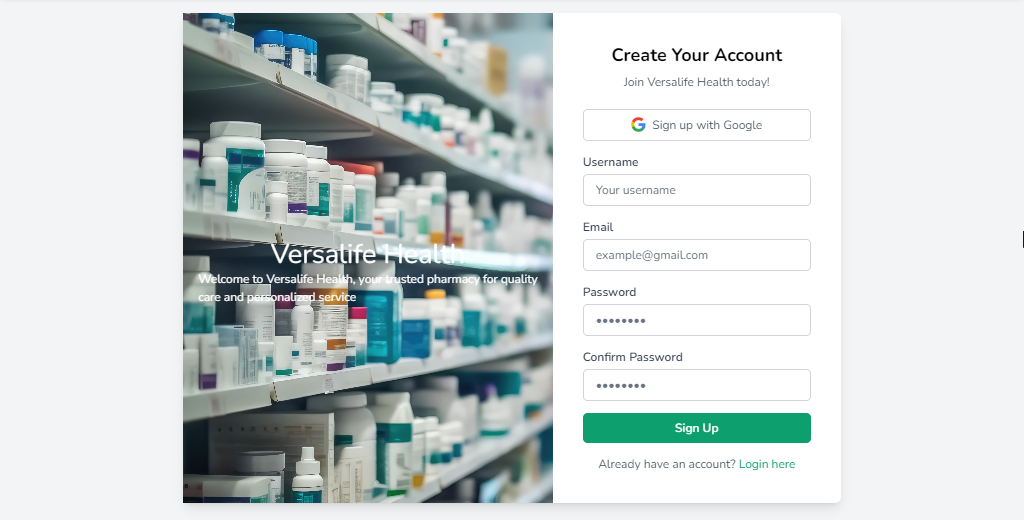 Versalife Health
Welcome to Versalife Health, your trusted pharmacy for quality
care and personalized service
Create Your Account
Join Versalife Health today!
Sign up with Google
Username
Your username
Email
example@gmail.com
Password
••••••••
Confirm Password
••••••••
Sign Up
Already have an account? Login here